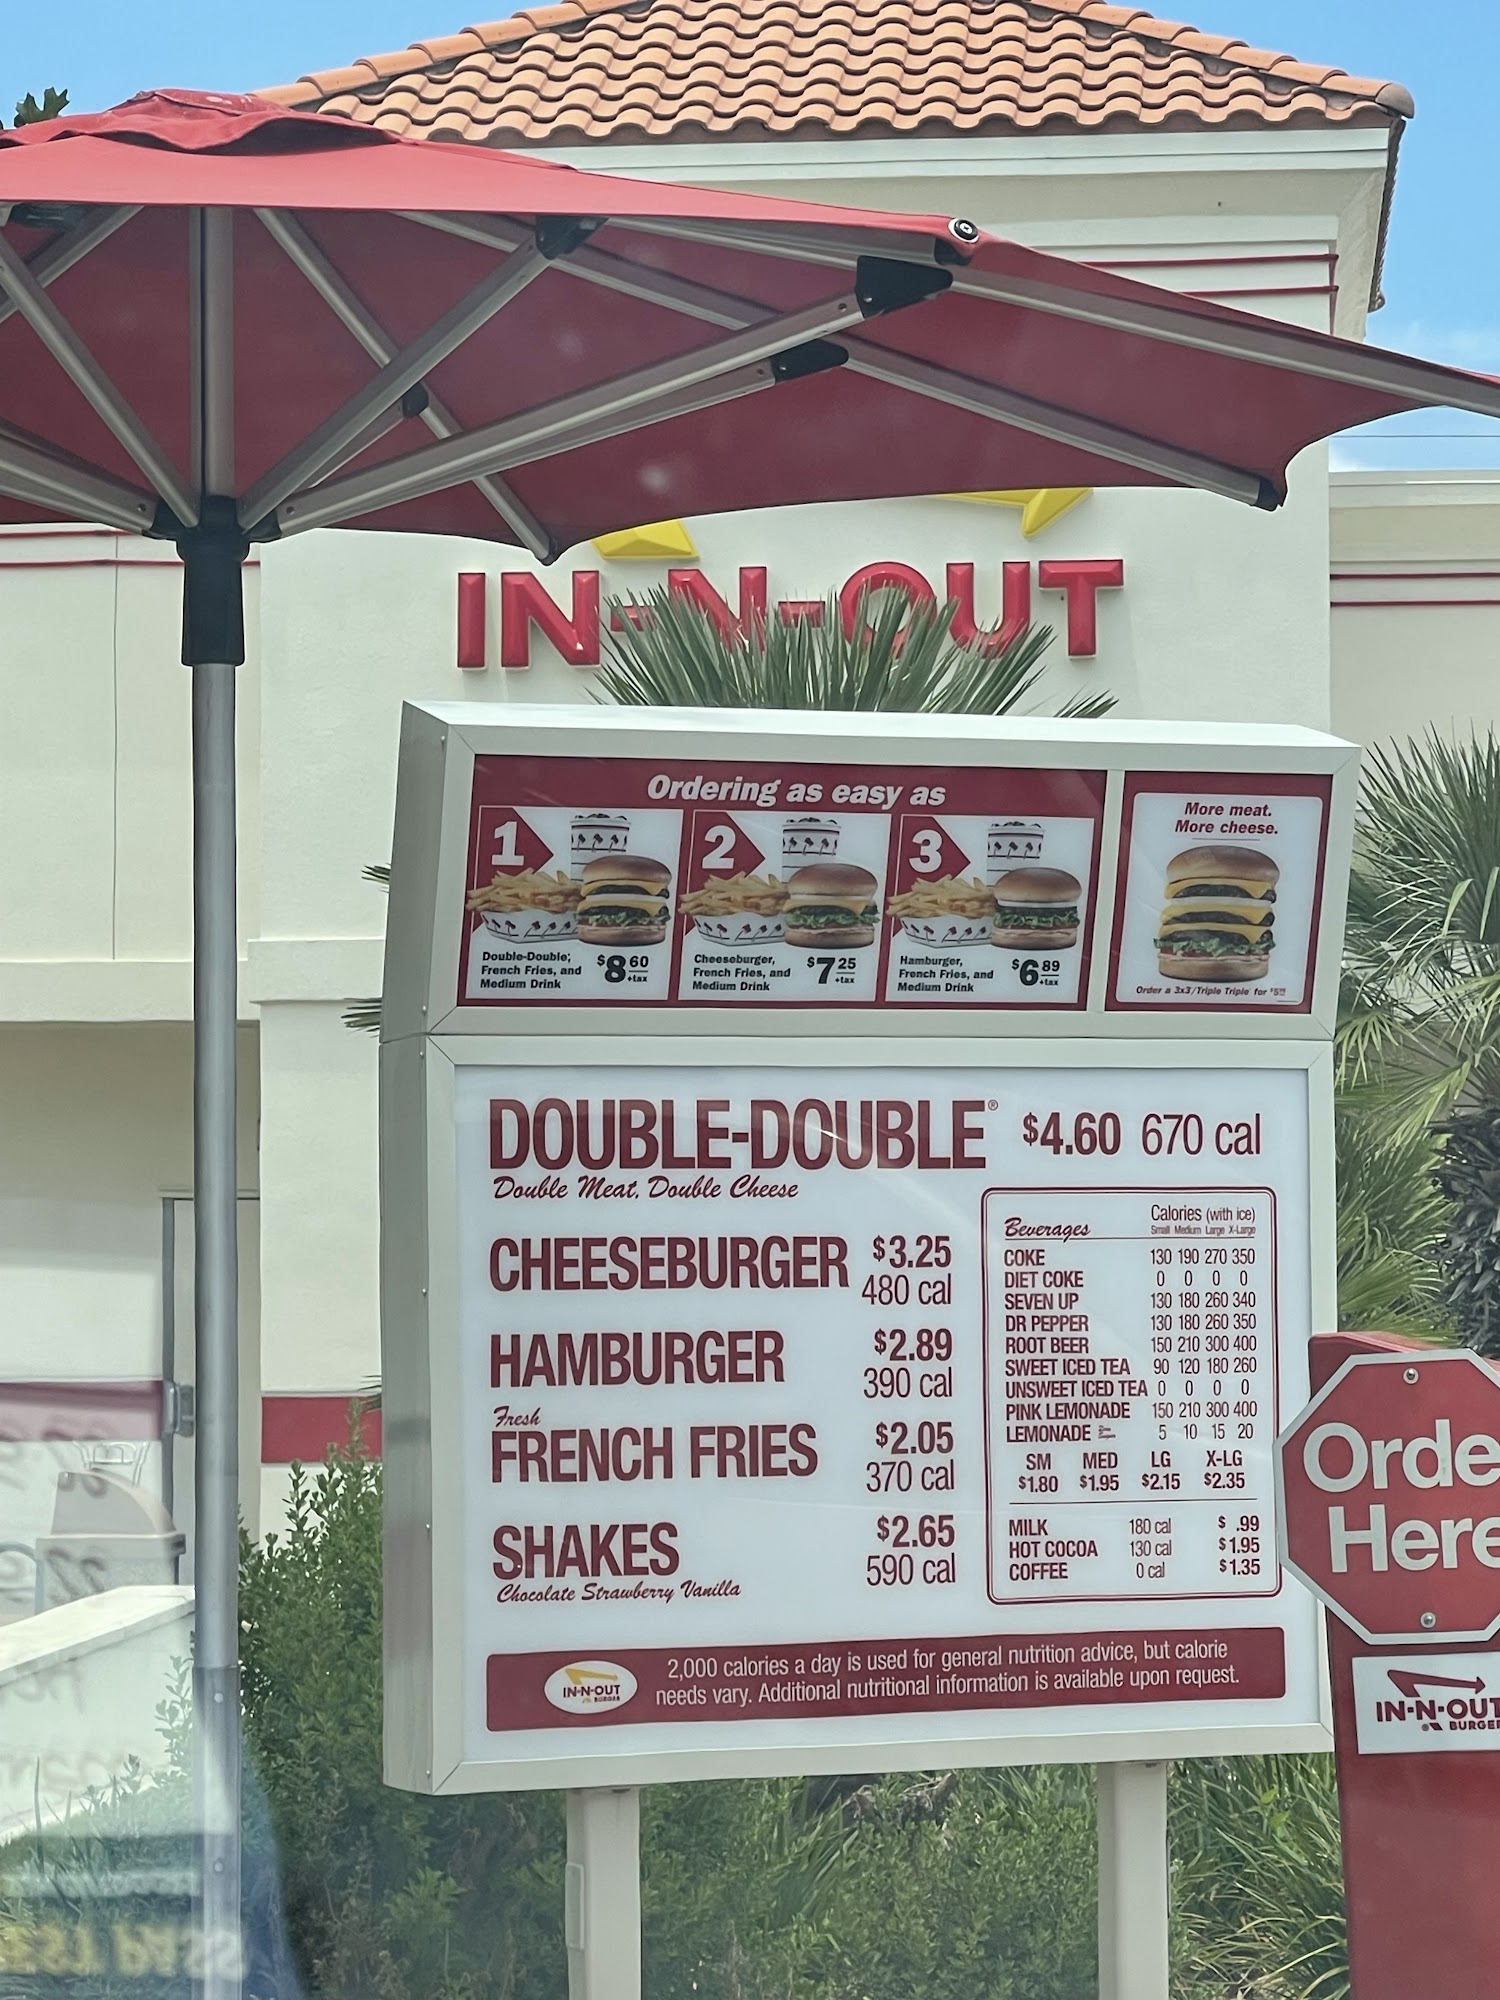 IN-N-OUT
Ordering as easy as
1
Double-Double,
French Fries, and
Medium Drink
$8 60
+tax
2
Cheeseburger,
French Fries, and
Medium Drink
$7 25
+tax
3
Hamburger,
French Fries, and
Medium Drink
$6 89
+tax
More meat.
More cheese.
Order a 3x3/Triple Triple® for
DOUBLE-DOUBLE® $4.60 670 cal
Double Meat, Double Cheese
CHEESEBURGER $3.25
480 cal
HAMBURGER $2.89
390 cal
Fresh
FRENCH FRIES $2.05
370 cal
SHAKES $2.65
590 cal
Chocolate Strawberry Vanilla
Beverages Calories (with ice)
Small Medium Large X-Large
COKE 130 190 270 350
DIET COKE 0 0 0 0
SEVEN UP 130 180 260 340
DR PEPPER 130 180 260 350
ROOT BEER 150 210 300 400
SWEET ICED TEA 90 120 180 260
UNSWEET ICED TEA 0 0 0 0
PINK LEMONADE 150 210 300 400
LEMONADE 5 10 15 20
SM MED LG X-LG
$1.80 $1.95 $2.15 $2.35
MILK 180 cal $ .99
HOT COCOA 130 cal $1.95
COFFEE 0 cal $1.35
IN-N-OUT
BURGER
2,000 calories a day is used for general nutrition advice, but calorie
needs vary. Additional nutritional information is available upon request.
Orde
Here
IN-N-OUT
BURGER